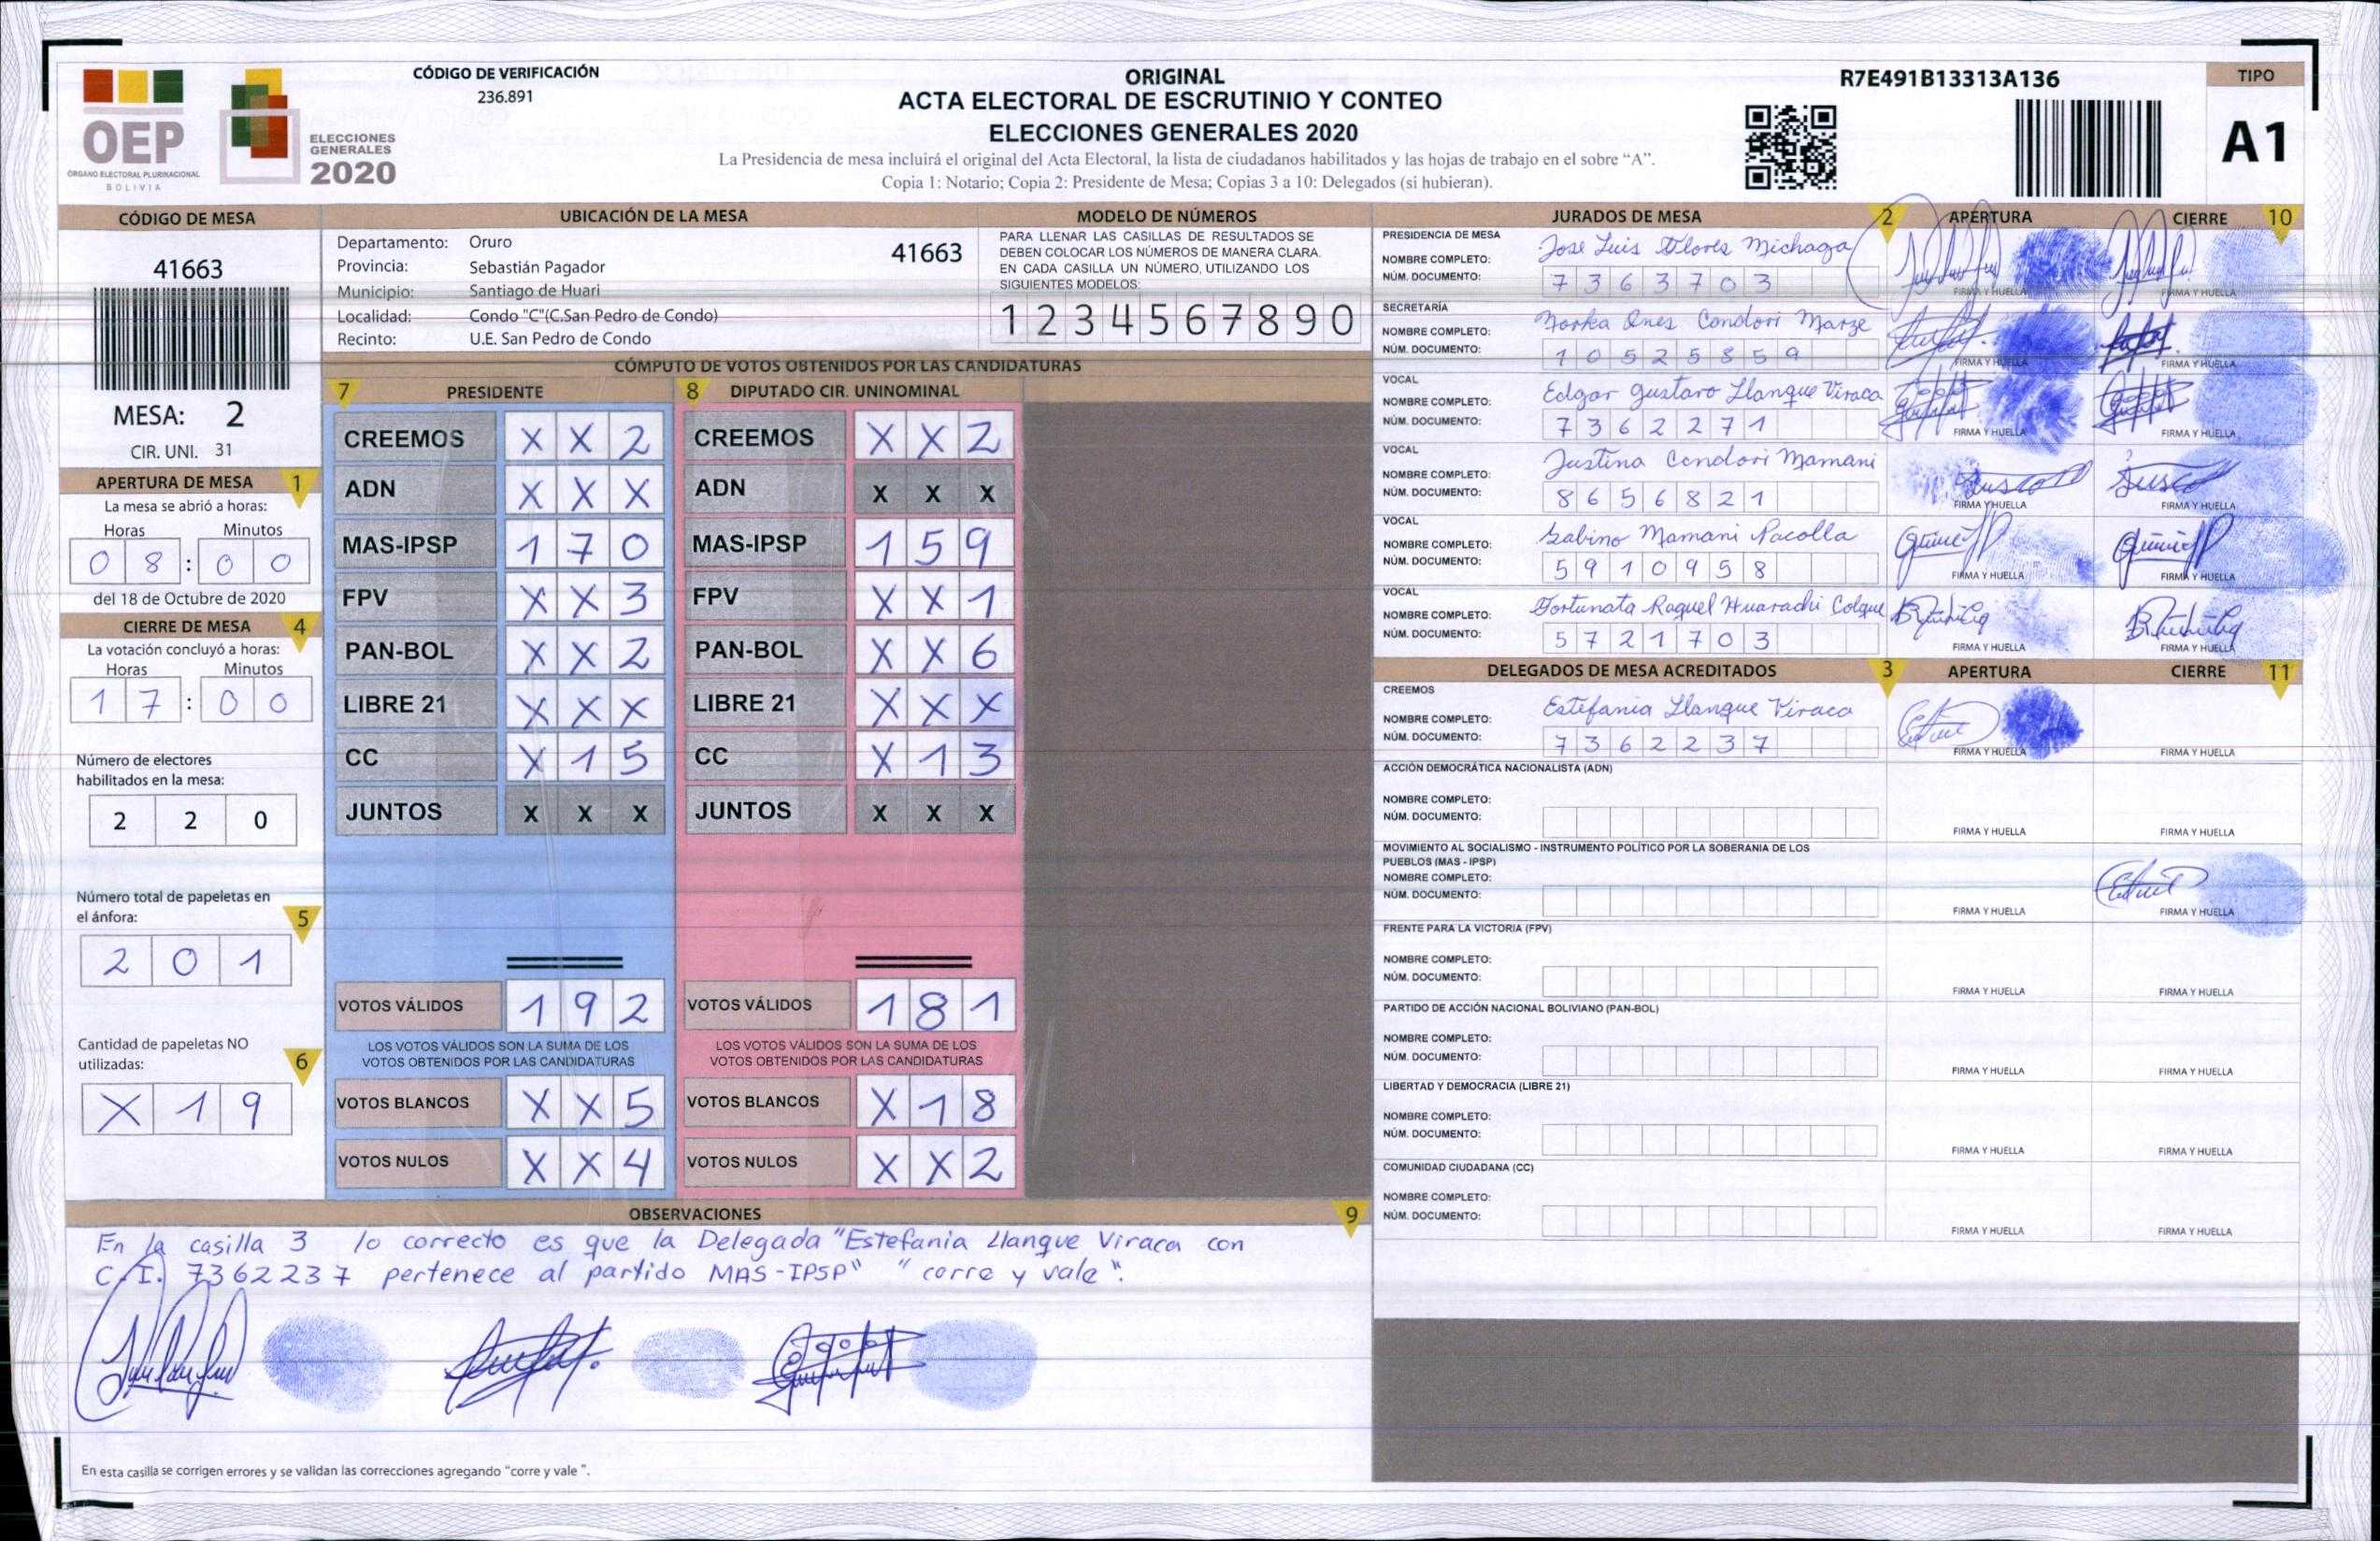 OEP
ÓRGANO ELECTORAL PLURINACIONAL
BOLIVIA
ELECCIONES
GENERALES
2020
CÓDIGO DE VERIFICACIÓN
236.891
ORIGINAL
ACTA ELECTORAL DE ESCRUTINIO Y CONTEO
ELECCIONES GENERALES 2020
La Presidencia de mesa incluirá el original del Acta Electoral, la lista de ciudadanos habilitados y las hojas de trabajo en el sobre “A”.
Copia 1: Notario; Copia 2: Presidente de Mesa; Copias 3 a 10: Delegados (si hubieran).
R7E491B13313A136
TIPO
A1
CÓDIGO DE MESA
41663
MESA: 2
CIR. UNI. 31
APERTURA DE MESA 1
La mesa se abrió a horas:
Horas Minutos
0 8 : 0 0
del 18 de Octubre de 2020
CIERRE DE MESA 4
La votación concluyó a horas:
Horas Minutos
1 7 : 0 0
Número de electores
habilitados en la mesa:
2 2 0
Número total de papeletas en
el ánfora: 5
2 0 1
Cantidad de papeletas NO
utilizadas: 6
X 1 9
UBICACIÓN DE LA MESA
Departamento: Oruro
41663
Provincia: Sebastián Pagador
Municipio: Santiago de Huari
Localidad: Condo "C"(C.San Pedro de Condo)
Recinto: U.E. San Pedro de Condo
MODELO DE NÚMEROS
PARA LLENAR LAS CASILLAS DE RESULTADOS SE
DEBEN COLOCAR LOS NÚMEROS DE MANERA CLARA.
EN CADA CASILLA UN NÚMERO, UTILIZANDO LOS
SIGUIENTES MODELOS:
1 2 3 4 5 6 7 8 9 0
CÓMPUTO DE VOTOS OBTENIDOS POR LAS CANDIDATURAS
7 PRESIDENTE
CREEMOS X X 2
ADN X X X
MAS-IPSP 1 7 0
FPV X X 3
PAN-BOL X X 2
LIBRE 21 X X X
CC X 1 5
JUNTOS X X X
VOTOS VÁLIDOS 1 9 2
LOS VOTOS VÁLIDOS SON LA SUMA DE LOS
VOTOS OBTENIDOS POR LAS CANDIDATURAS
VOTOS BLANCOS X X 5
VOTOS NULOS X X 4
8 DIPUTADO CIR. UNINOMINAL
CREEMOS X X 2
ADN X X X
MAS-IPSP 1 5 9
FPV X X 1
PAN-BOL X X 6
LIBRE 21 X X X
CC X 1 3
JUNTOS X X X
VOTOS VÁLIDOS 1 8 1
LOS VOTOS VÁLIDOS SON LA SUMA DE LOS
VOTOS OBTENIDOS POR LAS CANDIDATURAS
VOTOS BLANCOS X 1 8
VOTOS NULOS X X 2
OBSERVACIONES 9
En la casilla 3 lo correcto es que la Delegada "Estefania Llanque Viraca con
C.I. 7362237 pertenece al partido MAS-IPSP" "corre y vale".
En esta casilla se corrigen errores y se validan las correcciones agregando “corre y vale ”.
JURADOS DE MESA 2 APERTURA CIERRE 10
PRESIDENCIA DE MESA
NOMBRE COMPLETO: Jose Luis Flores Michaga
NÚM. DOCUMENTO: 7 3 6 3 7 0 3
FIRMA Y HUELLA FIRMA Y HUELLA
SECRETARÍA
NOMBRE COMPLETO: Norka Ines Condori Marze
NÚM. DOCUMENTO: 1 0 5 2 5 8 5 9
FIRMA Y HUELLA FIRMA Y HUELLA
VOCAL
NOMBRE COMPLETO: Edgar Gustavo Llanque Viraca
NÚM. DOCUMENTO: 7 3 6 2 2 7 1
FIRMA Y HUELLA FIRMA Y HUELLA
VOCAL
NOMBRE COMPLETO: Justina Condori Mamani
NÚM. DOCUMENTO: 8 6 5 6 8 2 1
FIRMA Y HUELLA FIRMA Y HUELLA
VOCAL
NOMBRE COMPLETO: Sabino Mamani Pacolla
NÚM. DOCUMENTO: 5 9 1 0 9 5 8
FIRMA Y HUELLA FIRMA Y HUELLA
VOCAL
NOMBRE COMPLETO: Fortunata Raquel Huarachi Colque
NÚM. DOCUMENTO: 5 7 2 1 7 0 3
FIRMA Y HUELLA FIRMA Y HUELLA
DELEGADOS DE MESA ACREDITADOS 3 APERTURA CIERRE 11
CREEMOS
NOMBRE COMPLETO: Estefania Llanque Viraca
NÚM. DOCUMENTO: 7 3 6 2 2 3 7
FIRMA Y HUELLA FIRMA Y HUELLA
ACCIÓN DEMOCRÁTICA NACIONALISTA (ADN)
NOMBRE COMPLETO:
NÚM. DOCUMENTO:
FIRMA Y HUELLA FIRMA Y HUELLA
MOVIMIENTO AL SOCIALISMO - INSTRUMENTO POLÍTICO POR LA SOBERANIA DE LOS
PUEBLOS (MAS - IPSP)
NOMBRE COMPLETO:
NÚM. DOCUMENTO:
FIRMA Y HUELLA FIRMA Y HUELLA
FRENTE PARA LA VICTORIA (FPV)
NOMBRE COMPLETO:
NÚM. DOCUMENTO:
FIRMA Y HUELLA FIRMA Y HUELLA
PARTIDO DE ACCIÓN NACIONAL BOLIVIANO (PAN-BOL)
NOMBRE COMPLETO:
NÚM. DOCUMENTO:
FIRMA Y HUELLA FIRMA Y HUELLA
LIBERTAD Y DEMOCRACIA (LIBRE 21)
NOMBRE COMPLETO:
NÚM. DOCUMENTO:
FIRMA Y HUELLA FIRMA Y HUELLA
COMUNIDAD CIUDADANA (CC)
NOMBRE COMPLETO:
NÚM. DOCUMENTO:
FIRMA Y HUELLA FIRMA Y HUELLA